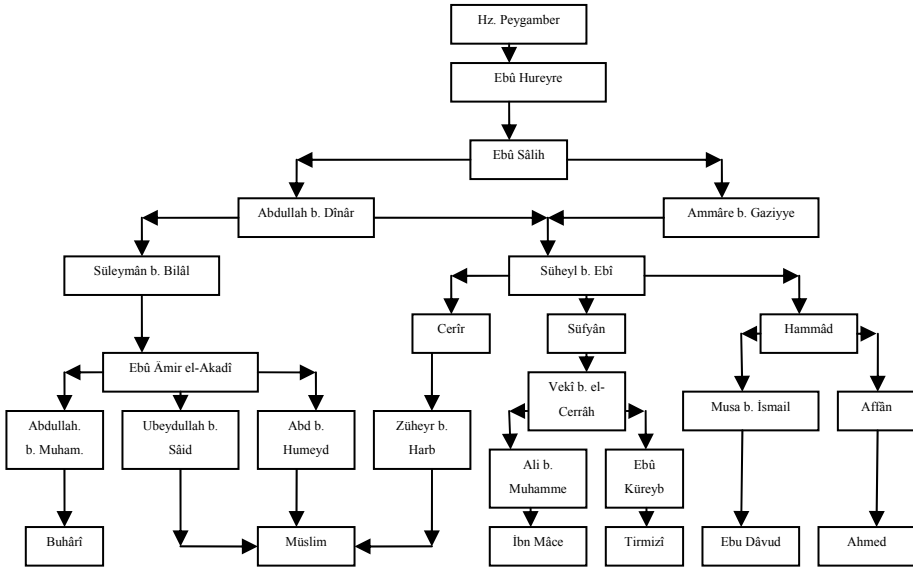 Hz. Peygamber
Ebû Hureyre
Ebû Sâlih
Abdullah b. Dînâr
Ammâre b. Gaziyye
Süleymân b. Bilâl
Süheyl b. Ebî
Cerîr
Süfyân
Hammâd
Ebû Âmir el-Akadî
Vekî b. el-
Cerrâh
Musa b. İsmail
Affân
Abdullah.
b. Muham.
Ubeydullah b.
Sâid
Abd b.
Humeyd
Züheyr b.
Harb
Ali b.
Muhamme
Ebû
Küreyb
Buhârî
Müslim
İbn Mâce
Tirmizî
Ebu Dâvud
Ahmed